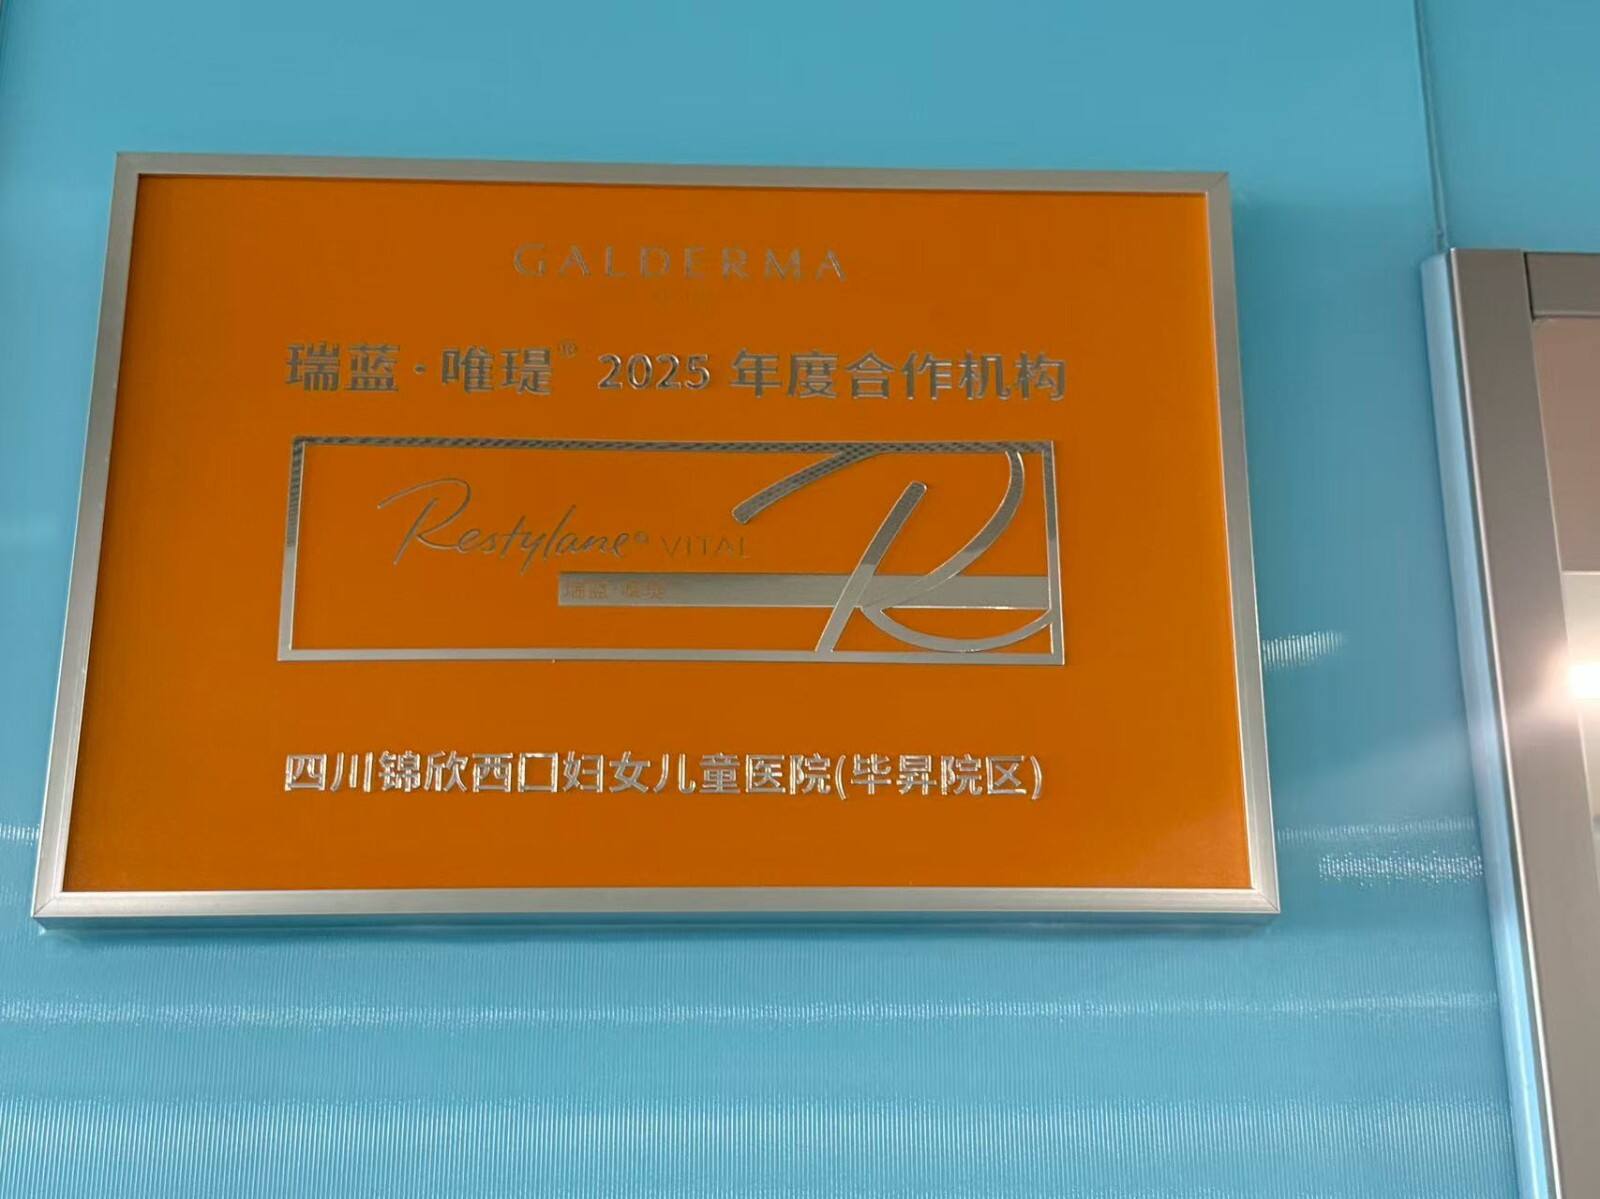 GALDERMA
瑞蓝·唯瑅® 2025 年度合作机构
Restylane® VITAL
瑞蓝·唯瑅
四川锦欣西囗妇女儿童医院(毕昇院区)